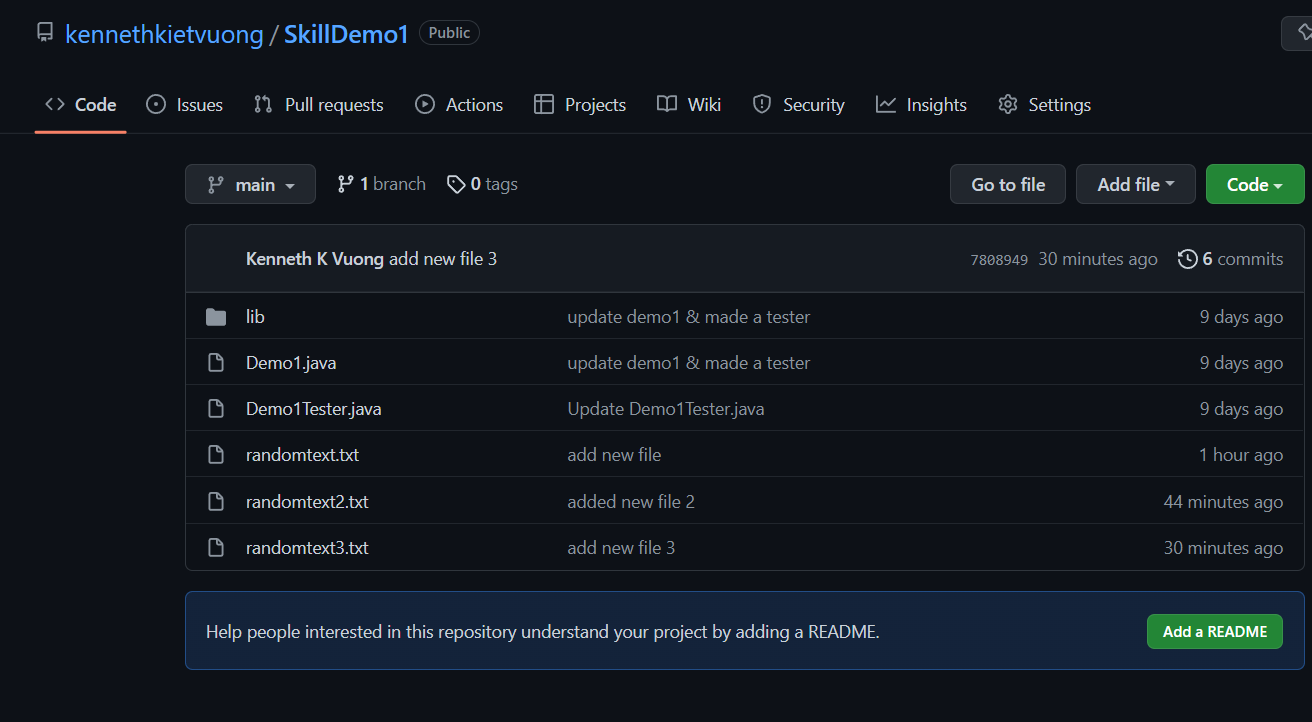 kennethkietvuong / SkillDemo1 Public
Code Issues Pull requests Actions Projects Wiki Security Insights Settings
main 1 branch 0 tags Go to file Add file Code
Kenneth K Vuong add new file 3 7808949 30 minutes ago 6 commits
lib update demo1 & made a tester 9 days ago
Demo1.java update demo1 & made a tester 9 days ago
Demo1Tester.java Update Demo1Tester.java 9 days ago
randomtext.txt add new file 1 hour ago
randomtext2.txt added new file 2 44 minutes ago
randomtext3.txt add new file 3 30 minutes ago
Help people interested in this repository understand your project by adding a README. Add a README